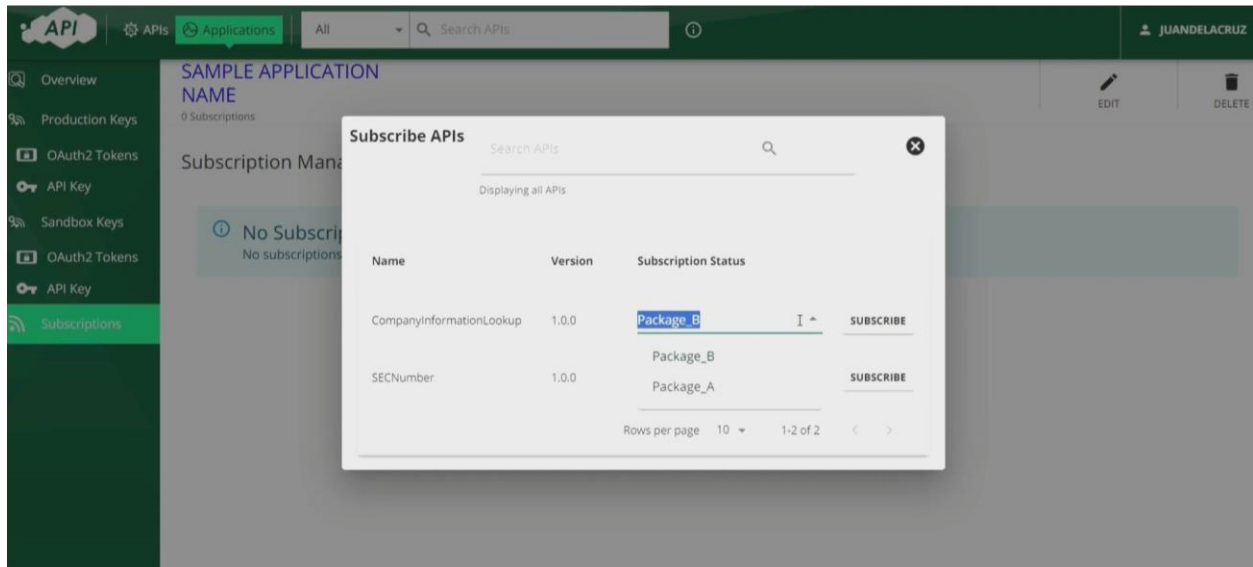 API APIs Applications All Search APIs JUANDELACRUZ
Overview
Production Keys
OAuth2 Tokens
API Key
Sandbox Keys
OAuth2 Tokens
API Key
Subscriptions
SAMPLE APPLICATION
NAME
0 Subscriptions
EDIT DELETE
Subscription Mana
No Subscrip
No subscriptions
Subscribe APIs
Search APIs
Displaying all APIs
Name Version Subscription Status
CompanyInformationLookup 1.0.0 Package_B SUBSCRIBE
Package_B
SECNumber 1.0.0 SUBSCRIBE
Package_A
Rows per page 10 1-2 of 2